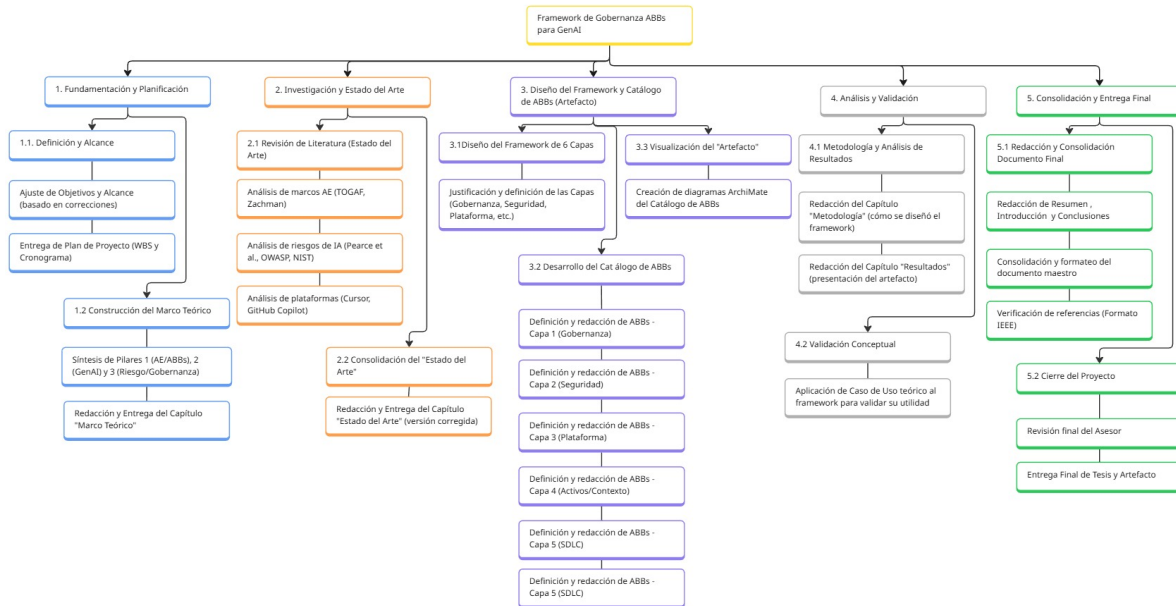 Framework de Gobernanza ABBs
para GenAI
1. Fundamentación y Planificación
1.1. Definición y Alcance
Ajuste de Objetivos y Alcance
(basado en correcciones)
Entrega de Plan de Proyecto (WBS y
Cronograma)
1.2 Construcción del Marco Teórico
Síntesis de Pilares 1 (AE/ABBs), 2
(GenAI) y 3 (Riesgo/Gobernanza)
Redacción y Entrega del Capítulo
"Marco Teórico"
2. Investigación y Estado del Arte
2.1 Revisión de Literatura (Estado del
Arte)
Análisis de marcos AE (TOGAF,
Zachman)
Análisis de riesgos de IA (Pearce et
al., OWASP, NIST)
Análisis de plataformas (Cursor,
GitHub Copilot)
2.2 Consolidación del "Estado del
Arte"
Redacción y Entrega del Capítulo
"Estado del Arte" (versión corregida)
3. Diseño del Framework y Catálogo
de ABBs (Artefacto)
3.1Diseño del Framework de 6 Capas
Justificación y definición de las Capas
(Gobernanza, Seguridad,
Plataforma, etc.)
3.3 Visualización del "Artefacto"
Creación de diagramas ArchiMate
del Catálogo de ABBs
3.2 Desarrollo del Cat álogo de ABBs
Definición y redacción de ABBs -
Capa 1 (Gobernanza)
Definición y redacción de ABBs -
Capa 2 (Seguridad)
Definición y redacción de ABBs -
Capa 3 (Plataforma)
Definición y redacción de ABBs -
Capa 4 (Activos/Contexto)
Definición y redacción de ABBs -
Capa 5 (SDLC)
Definición y redacción de ABBs -
Capa 5 (SDLC)
4. Análisis y Validación
4.1 Metodología y Análisis de
Resultados
Redacción del Capítulo
"Metodología" (cómo se diseñó el
framework)
Redacción del Capítulo "Resultados"
(presentación del artefacto)
4.2 Validación Conceptual
Aplicación de Caso de Uso teórico al
framework para validar su utilidad
5. Consolidación y Entrega Final
5.1 Redacción y Consolidación
Documento Final
Redacción de Resumen ,
Introducción y Conclusiones
Consolidación y formateo del
documento maestro
Verificación de referencias (Formato
IEEE)
5.2 Cierre del Proyecto
Revisión final del Asesor
Entrega Final de Tesis y Artefacto